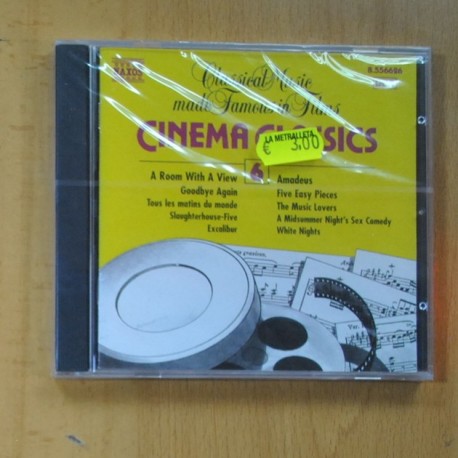 NAXOS
8.556686
Classical Music
made Famous in Films
CINEMA CLASSICS
LA METRALLETA
€ 3,00
6
A Room With A View
Goodbye Again
Tous les matins du monde
Slaughterhouse-Five
Excalibur
Amadeus
Five Easy Pieces
The Music Lovers
A Midsummer Night's Sex Comedy
White Nights
Var.